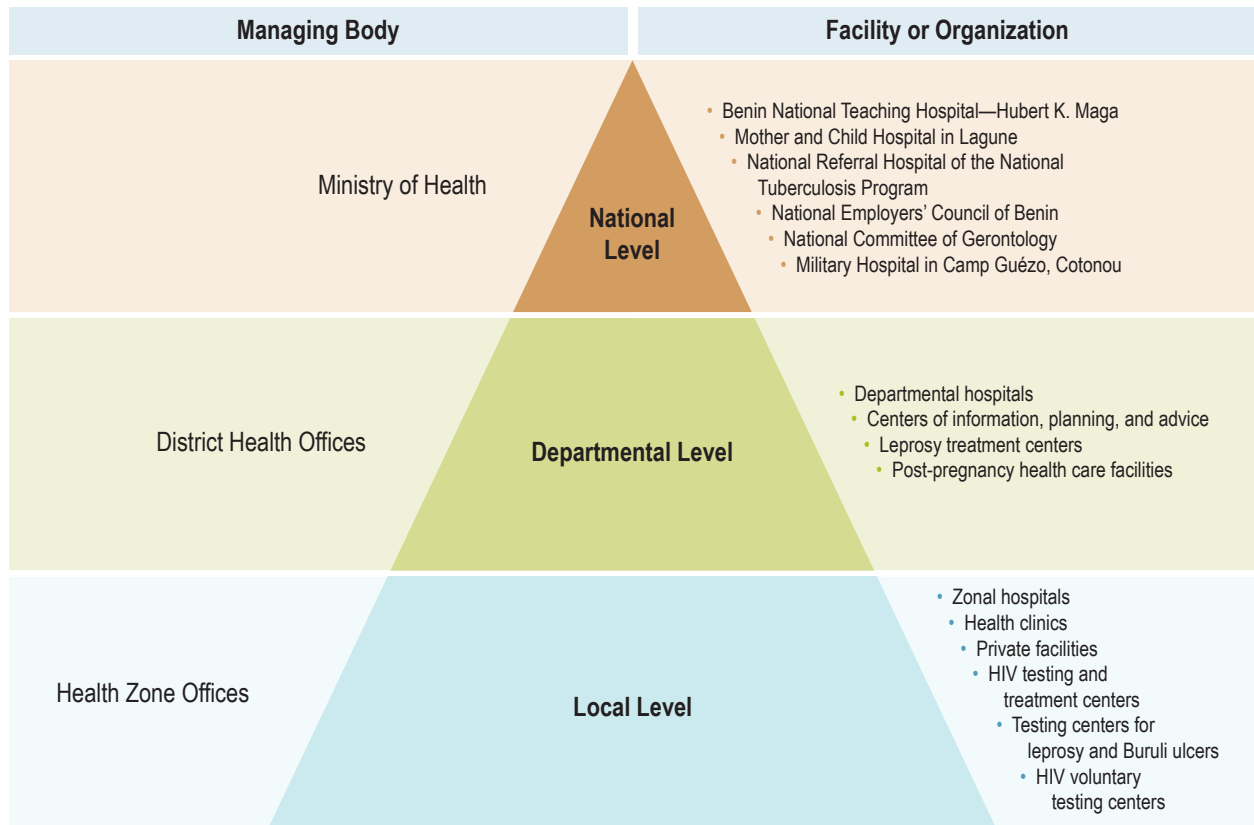 Managing Body
Facility or Organization
Ministry of Health
National
Level
• Benin National Teaching Hospital—Hubert K. Maga
• Mother and Child Hospital in Lagune
• National Referral Hospital of the National
Tuberculosis Program
• National Employers’ Council of Benin
• National Committee of Gerontology
• Military Hospital in Camp Guézo, Cotonou
District Health Offices
Departmental Level
• Departmental hospitals
• Centers of information, planning, and advice
• Leprosy treatment centers
• Post-pregnancy health care facilities
Health Zone Offices
Local Level
• Zonal hospitals
• Health clinics
• Private facilities
• HIV testing and
treatment centers
• Testing centers for
leprosy and Buruli ulcers
• HIV voluntary
testing centers